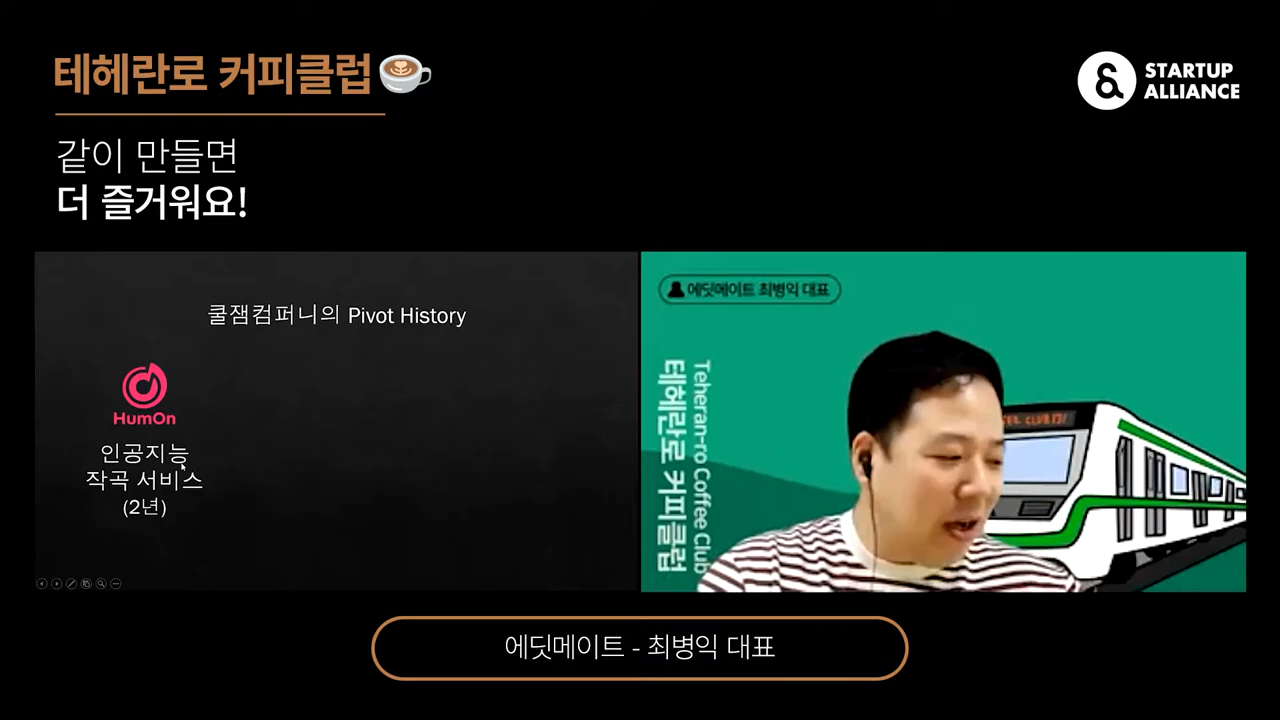 테헤란로 커피클럽
STARTUP
ALLIANCE
같이 만들면
더 즐거워요!
쿨잼컴퍼니의 Pivot History
HumOn
인공지능
작곡 서비스
(2년)
에딧메이트 최병익 대표
Teheran-ro Coffee Club
테헤란로 커피클럽
에딧메이트 - 최병익 대표